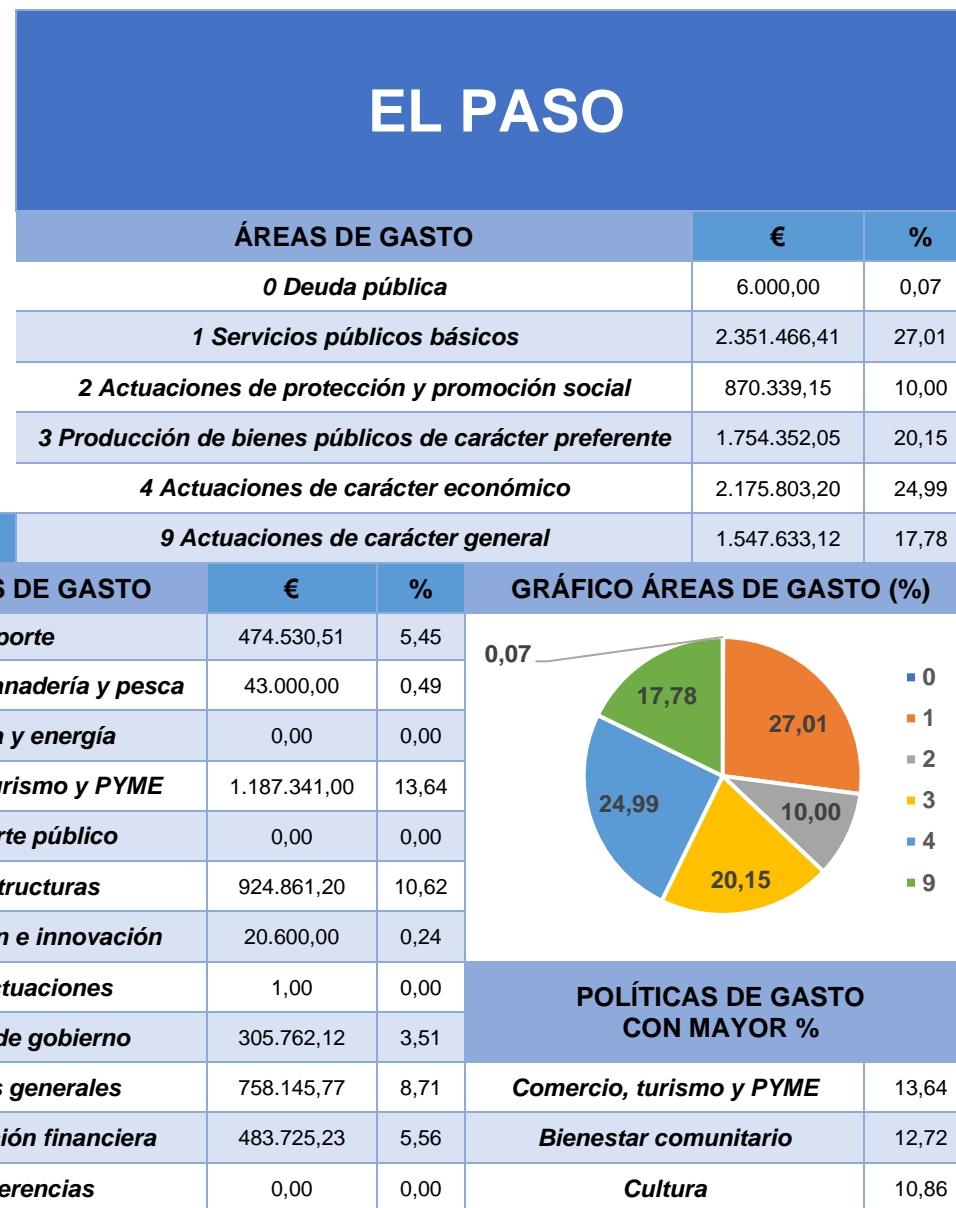 EL PASO
ÁREAS DE GASTO € %
0 Deuda pública 6.000,00 0,07
1 Servicios públicos básicos 2.351.466,41 27,01
2 Actuaciones de protección y promoción social 870.339,15 10,00
3 Producción de bienes públicos de carácter preferente 1.754.352,05 20,15
4 Actuaciones de carácter económico 2.175.803,20 24,99
9 Actuaciones de carácter general 1.547.633,12 17,78
S DE GASTO € %
porte 474.530,51 5,45
anadería y pesca 43.000,00 0,49
a y energía 0,00 0,00
urismo y PYME 1.187.341,00 13,64
rte público 0,00 0,00
tructuras 924.861,20 10,62
n e innovación 20.600,00 0,24
ctuaciones 1,00 0,00
de gobierno 305.762,12 3,51
s generales 758.145,77 8,71
ión financiera 483.725,23 5,56
erencias 0,00 0,00
GRÁFICO ÁREAS DE GASTO (%)
0,07
17,78
27,01
24,99
10,00
20,15
0
1
2
3
4
9
POLÍTICAS DE GASTO
CON MAYOR %
Comercio, turismo y PYME 13,64
Bienestar comunitario 12,72
Cultura 10,86